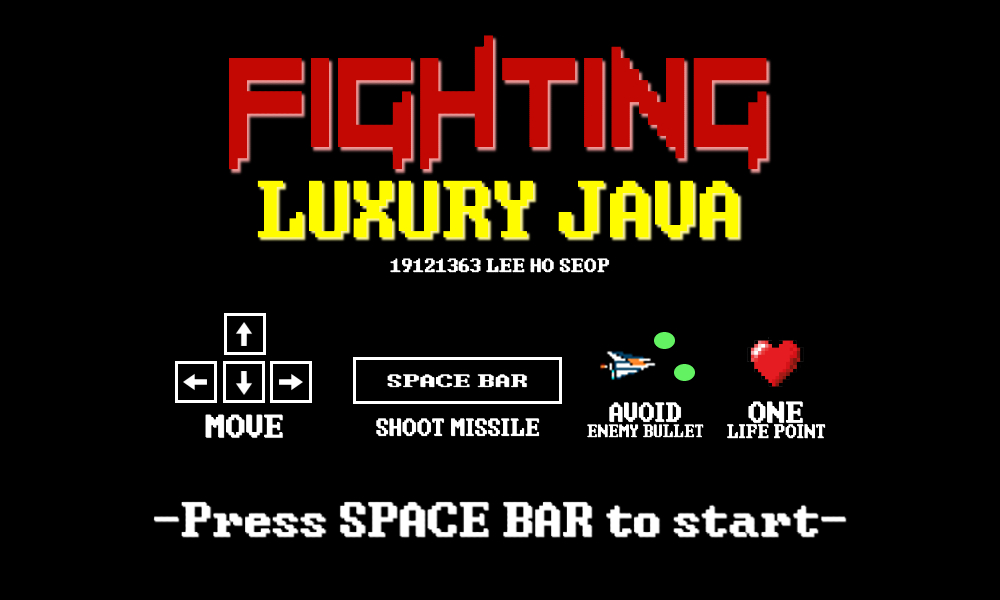 FIGHTING
LUXURY JAVA
19121363 LEE HO SEOP
MOVE
SPACE BAR
SHOOT MISSILE
AVOID
ENEMY BULLET
ONE
LIFE POINT
-Press SPACE BAR to start-